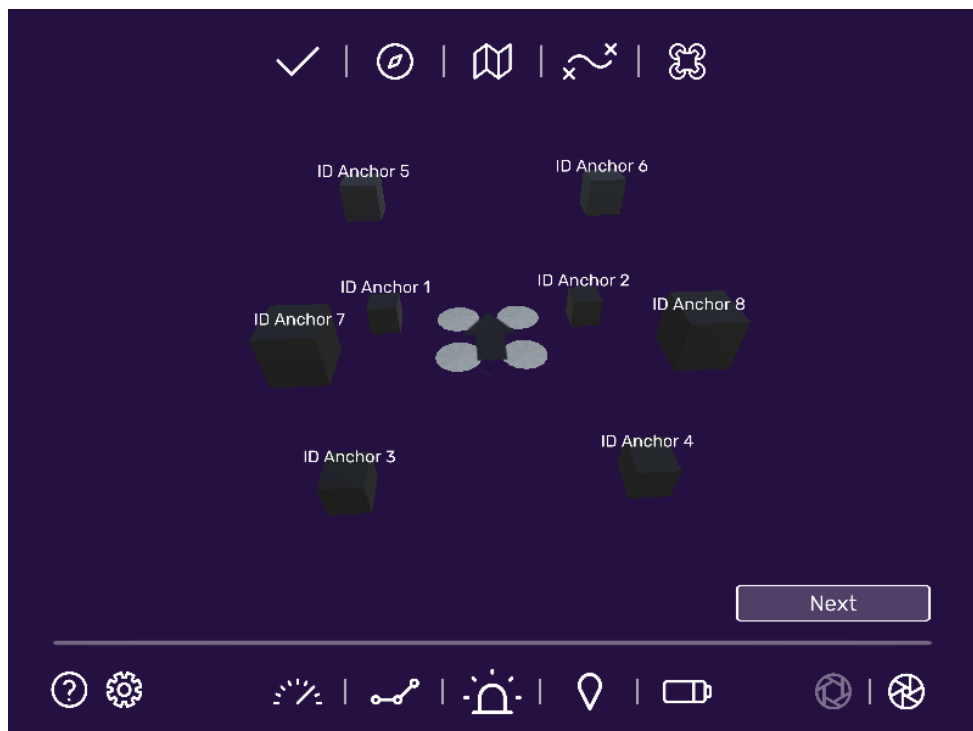 ID Anchor 5
ID Anchor 6
ID Anchor 1
ID Anchor 2
ID Anchor 7
ID Anchor 8
ID Anchor 3
ID Anchor 4
Next